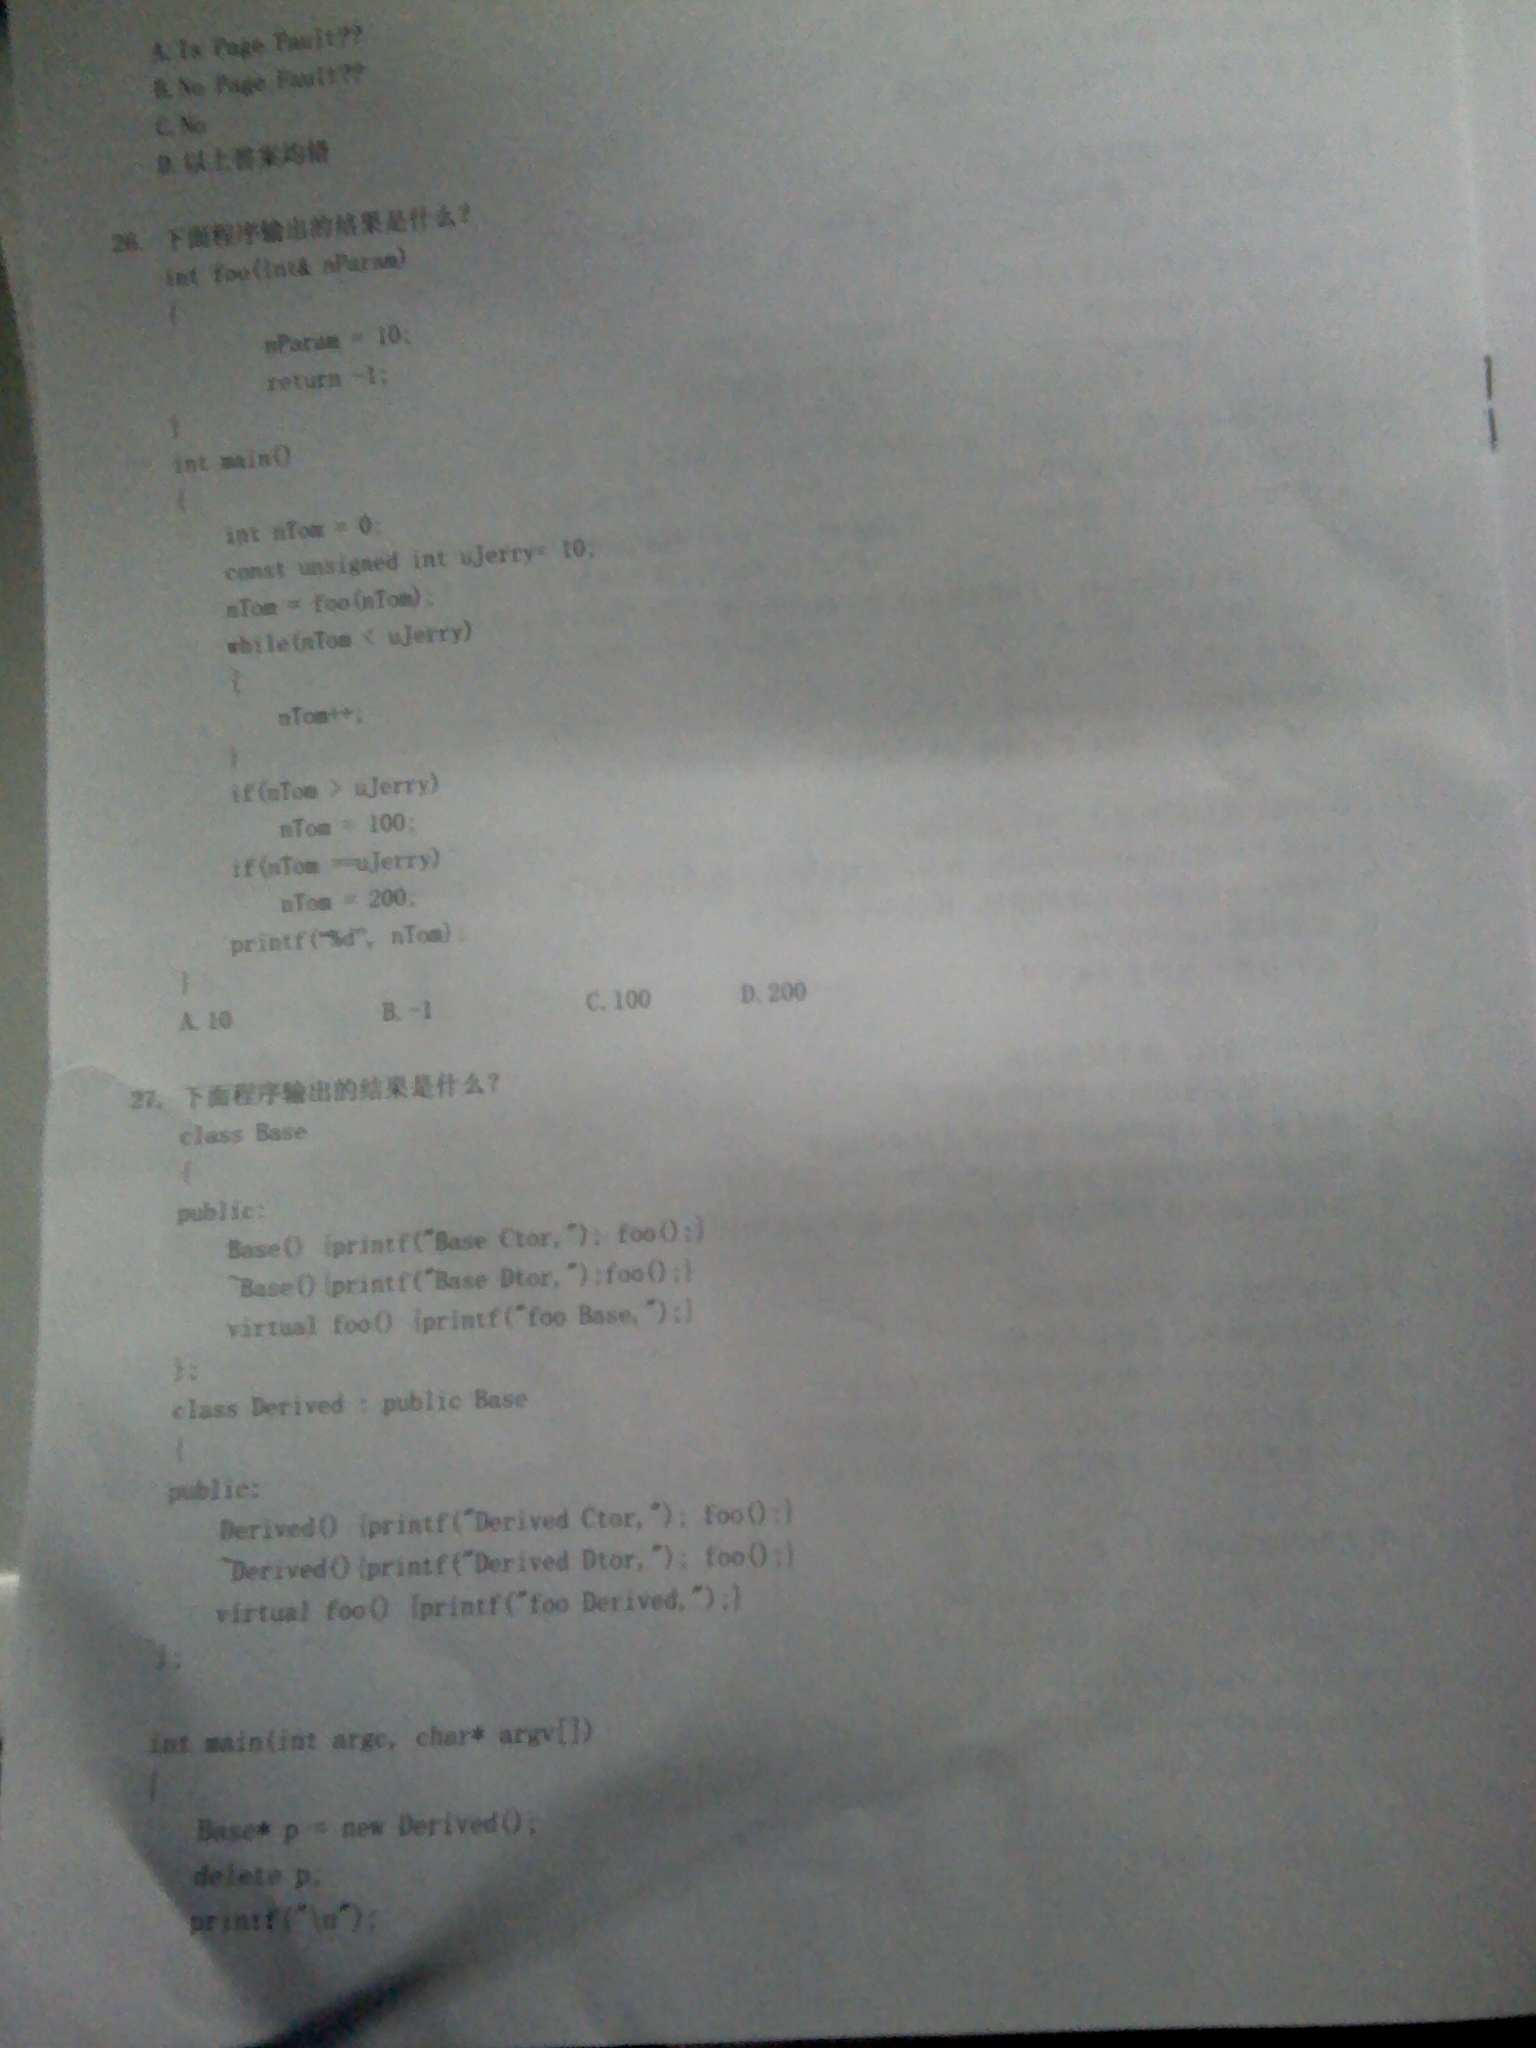 A. Is Page Fault??
B. No Page Fault??
C. No
D. 以上答案均错
26. 下面程序输出的结果是什么?
int foo(int& nParam)
{
nParam = 10;
return -1;
}
int main()
{
int nTom = 0;
const unsigned int uJerry= 10;
nTom = foo(nTom);
while(nTom < uJerry)
{
nTom++;
}
if(nTom > uJerry)
nTom = 100;
if(nTom ==uJerry)
nTom = 200;
printf("%d", nTom);
}
A. 10 B. -1 C. 100 D. 200
27. 下面程序输出的结果是什么?
class Base
{
public:
Base() {printf("Base Ctor,"); foo();}
~Base(){printf("Base Dtor,");foo();}
virtual foo() {printf("foo Base,");}
};
class Derived : public Base
{
public:
Derived() {printf("Derived Ctor,"); foo();}
~Derived(){printf("Derived Dtor,"); foo();}
virtual foo() {printf("foo Derived,");}
};
int main(int argc, char* argv[])
{
Base* p = new Derived();
delete p;
printf("\n");